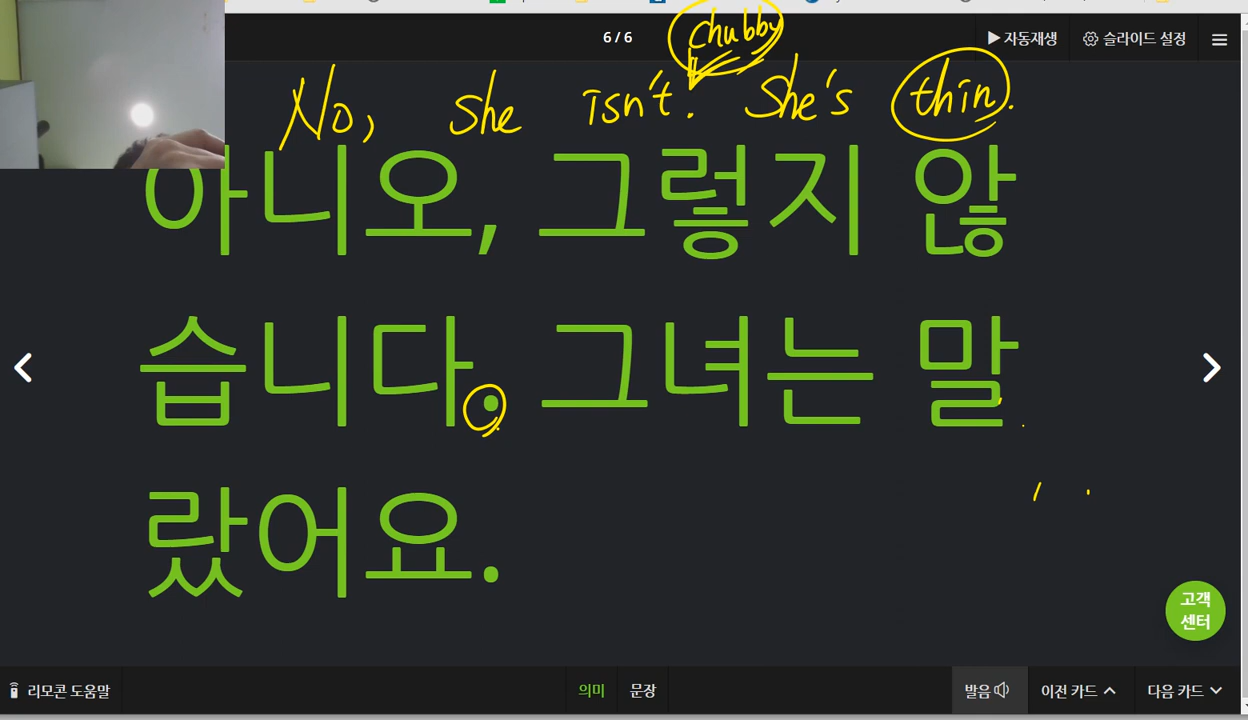 6 / 6
▶ 자동재생
슬라이드 설정
chubby
No, she isn't. She's thin.
아니오, 그렇지 않
습니다. 그녀는 말
랐어요.
고객
센터
리모콘 도움말
의미
문장
발음
이전 카드
다음 카드